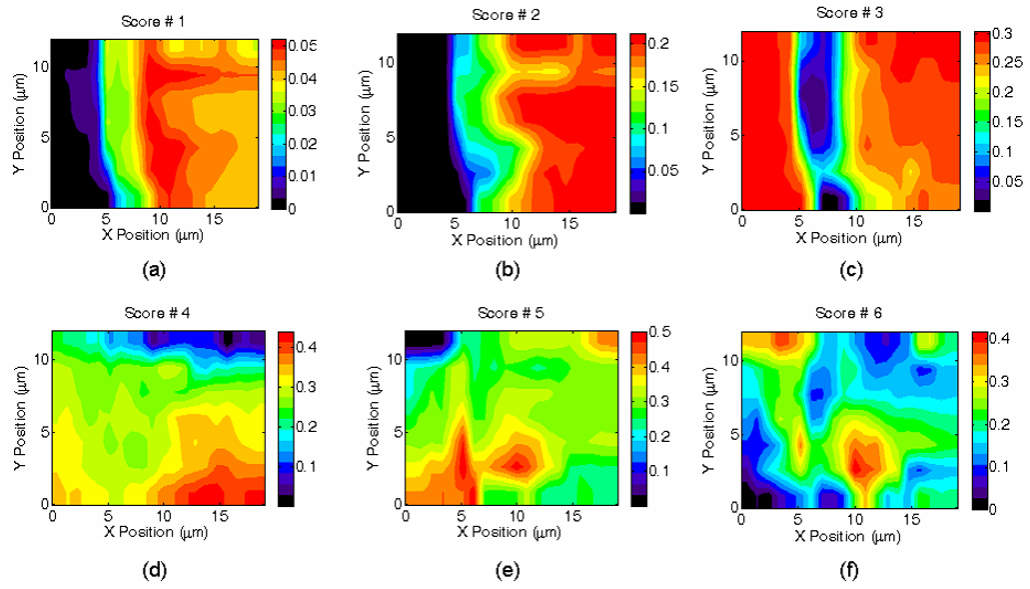 Score # 1
Y Position (µm)
10
5
0
0 5 10 15
X Position (µm)
0.05
0.04
0.03
0.02
0.01
0
(a)
Score # 2
Y Position (µm)
10
5
0
0 5 10 15
X Position (µm)
0.2
0.15
0.1
0.05
(b)
Score # 3
Y Position (µm)
10
5
0
0 5 10 15
X Position (µm)
0.3
0.25
0.2
0.15
0.1
0.05
(c)
Score # 4
Y Position (µm)
10
5
0
0 5 10 15
X Position (µm)
0.4
0.3
0.2
0.1
(d)
Score # 5
Y Position (µm)
10
5
0
0 5 10 15
X Position (µm)
0.5
0.4
0.3
0.2
0.1
(e)
Score # 6
Y Position (µm)
10
5
0
0 5 10 15
X Position (µm)
0.4
0.3
0.2
0.1
0
(f)